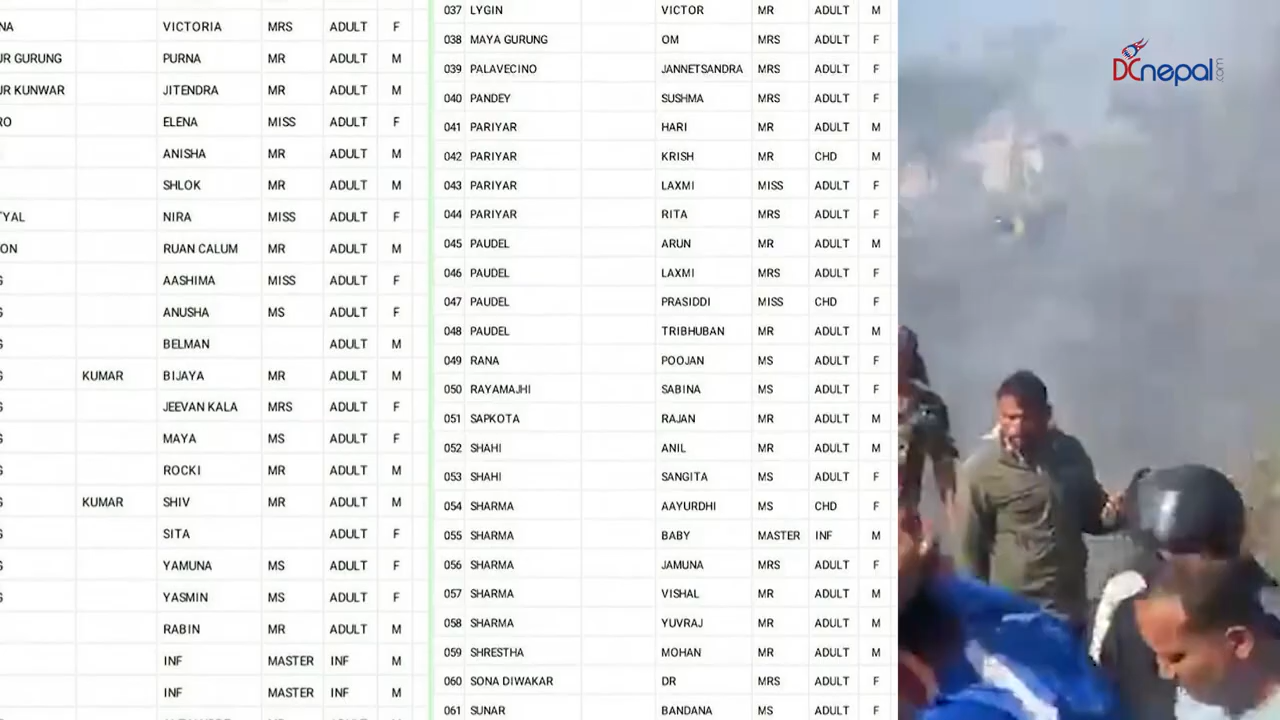 NA VICTORIA MRS ADULT F
UR GURUNG PURNA MR ADULT M
UR KUNWAR JITENDRA MR ADULT M
RO ELENA MISS ADULT F
ANISHA MR ADULT M
SHLOK MR ADULT M
TYAL NIRA MISS ADULT F
ON RUAN CALUM MR ADULT M
G AASHIMA MISS ADULT F
G ANUSHA MS ADULT F
G BELMAN ADULT M
G KUMAR BIJAYA MR ADULT M
G JEEVAN KALA MRS ADULT F
G MAYA MS ADULT F
G ROCKI MR ADULT M
G KUMAR SHIV MR ADULT M
G SITA ADULT F
G YAMUNA MS ADULT F
G YASMIN MS ADULT F
RABIN MR ADULT M
INF MASTER INF M
INF MASTER INF M
037 LYGIN VICTOR MR ADULT M
038 MAYA GURUNG OM MRS ADULT F
039 PALAVECINO JANNETSANDRA MRS ADULT F
040 PANDEY SUSHMA MRS ADULT F
041 PARIYAR HARI MR ADULT M
042 PARIYAR KRISH MR CHD M
043 PARIYAR LAXMI MISS ADULT F
044 PARIYAR RITA MRS ADULT F
045 PAUDEL ARUN MR ADULT M
046 PAUDEL LAXMI MRS ADULT F
047 PAUDEL PRASIDDI MISS CHD F
048 PAUDEL TRIBHUBAN MR ADULT M
049 RANA POOJAN MS ADULT F
050 RAYAMAJHI SABINA MS ADULT F
051 SAPKOTA RAJAN MR ADULT M
052 SHAHI ANIL MR ADULT M
053 SHAHI SANGITA MS ADULT F
054 SHARMA AAYURDHI MS CHD F
055 SHARMA BABY MASTER INF M
056 SHARMA JAMUNA MRS ADULT F
057 SHARMA VISHAL MR ADULT M
058 SHARMA YUVRAJ MR ADULT M
059 SHRESTHA MOHAN MR ADULT M
060 SONA DIWAKAR DR MRS ADULT F
061 SUNAR BANDANA MS ADULT F
DCnepal.com